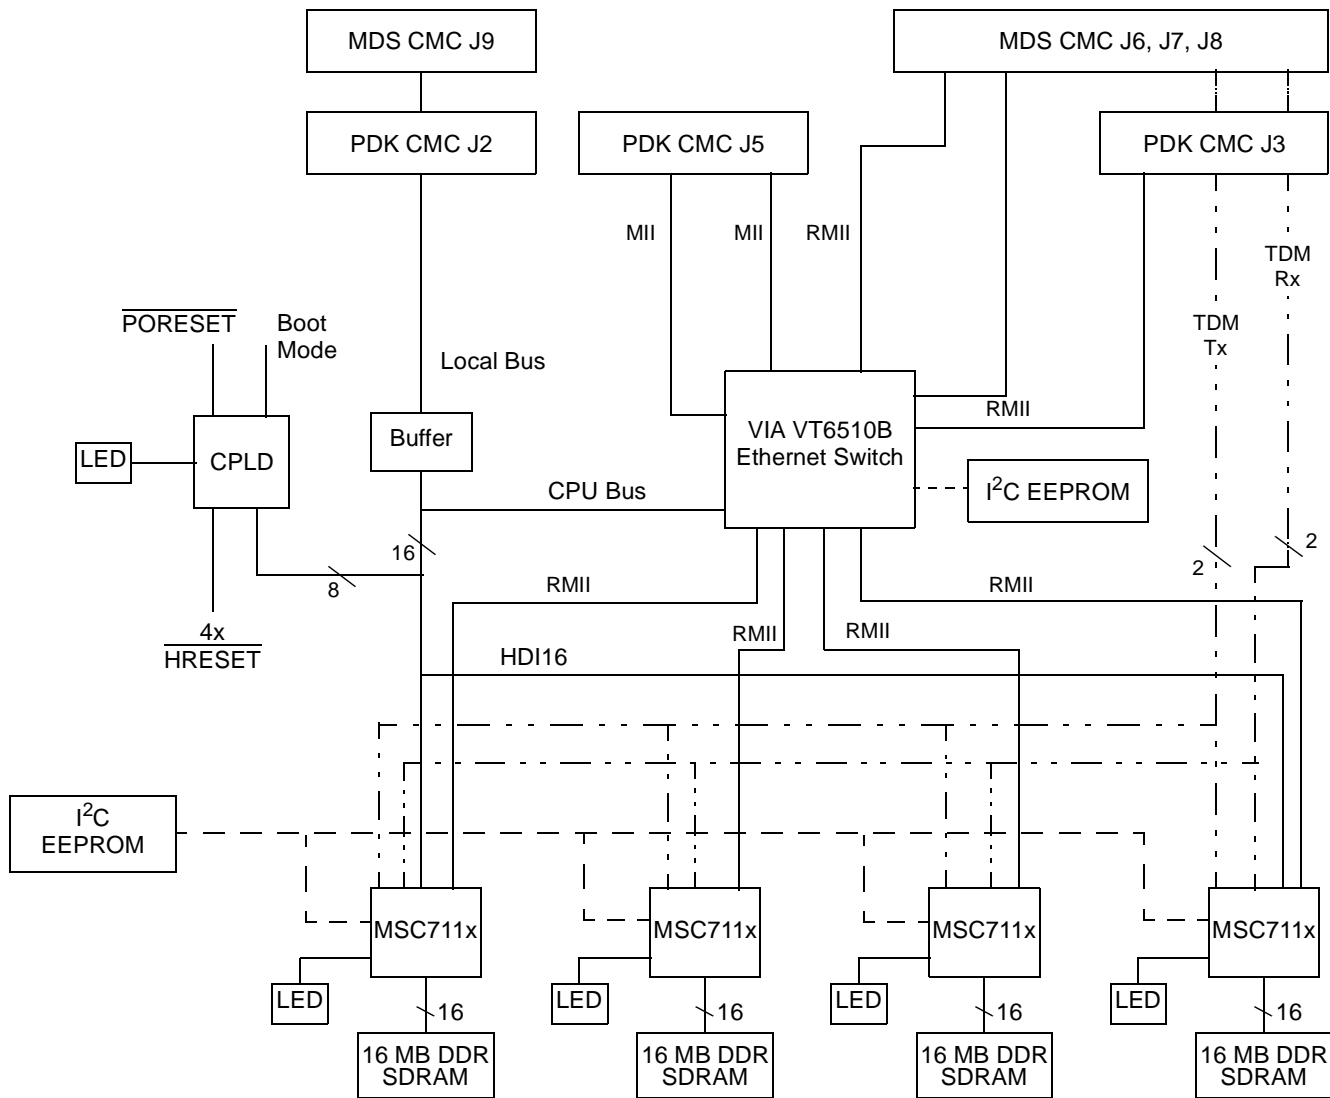 MDS CMC J9
MDS CMC J6, J7, J8
PDK CMC J2
PDK CMC J5
PDK CMC J3
MII
MII
RMII
TDM
Rx
PORESET
Boot
Mode
TDM
Tx
Local Bus
RMII
VIA VT6510B
Ethernet Switch
Buffer
LED
CPLD
CPU Bus
I2C EEPROM
16
2
2
8
RMII
RMII
RMII
RMII
4x
HRESET
HDI16
I2C
EEPROM
MSC711x
MSC711x
MSC711x
MSC711x
LED
LED
LED
LED
16
16
16
16
16 MB DDR
SDRAM
16 MB DDR
SDRAM
16 MB DDR
SDRAM
16 MB DDR
SDRAM